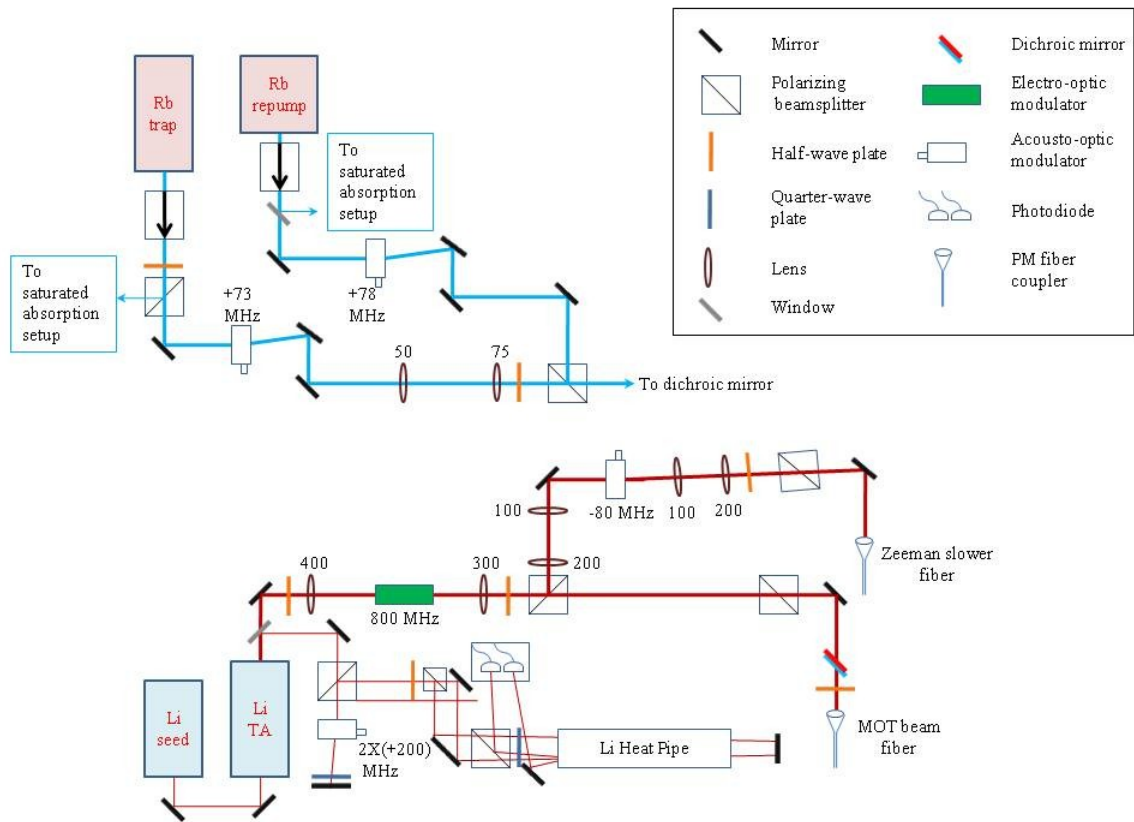 Rb
trap
Rb
repump
To
saturated
absorption
setup
To
saturated
absorption
setup
+73
MHz
+78
MHz
50
75
To dichroic mirror
Mirror
Polarizing
beamsplitter
Half-wave plate
Quarter-wave
plate
Lens
Window
Dichroic mirror
Electro-optic
modulator
Acousto-optic
modulator
Photodiode
PM fiber
coupler
100
-80 MHz
100
200
Zeeman slower
fiber
400
300
200
800 MHz
Li
seed
Li
TA
2X(+200)
MHz
Li Heat Pipe
MOT beam
fiber